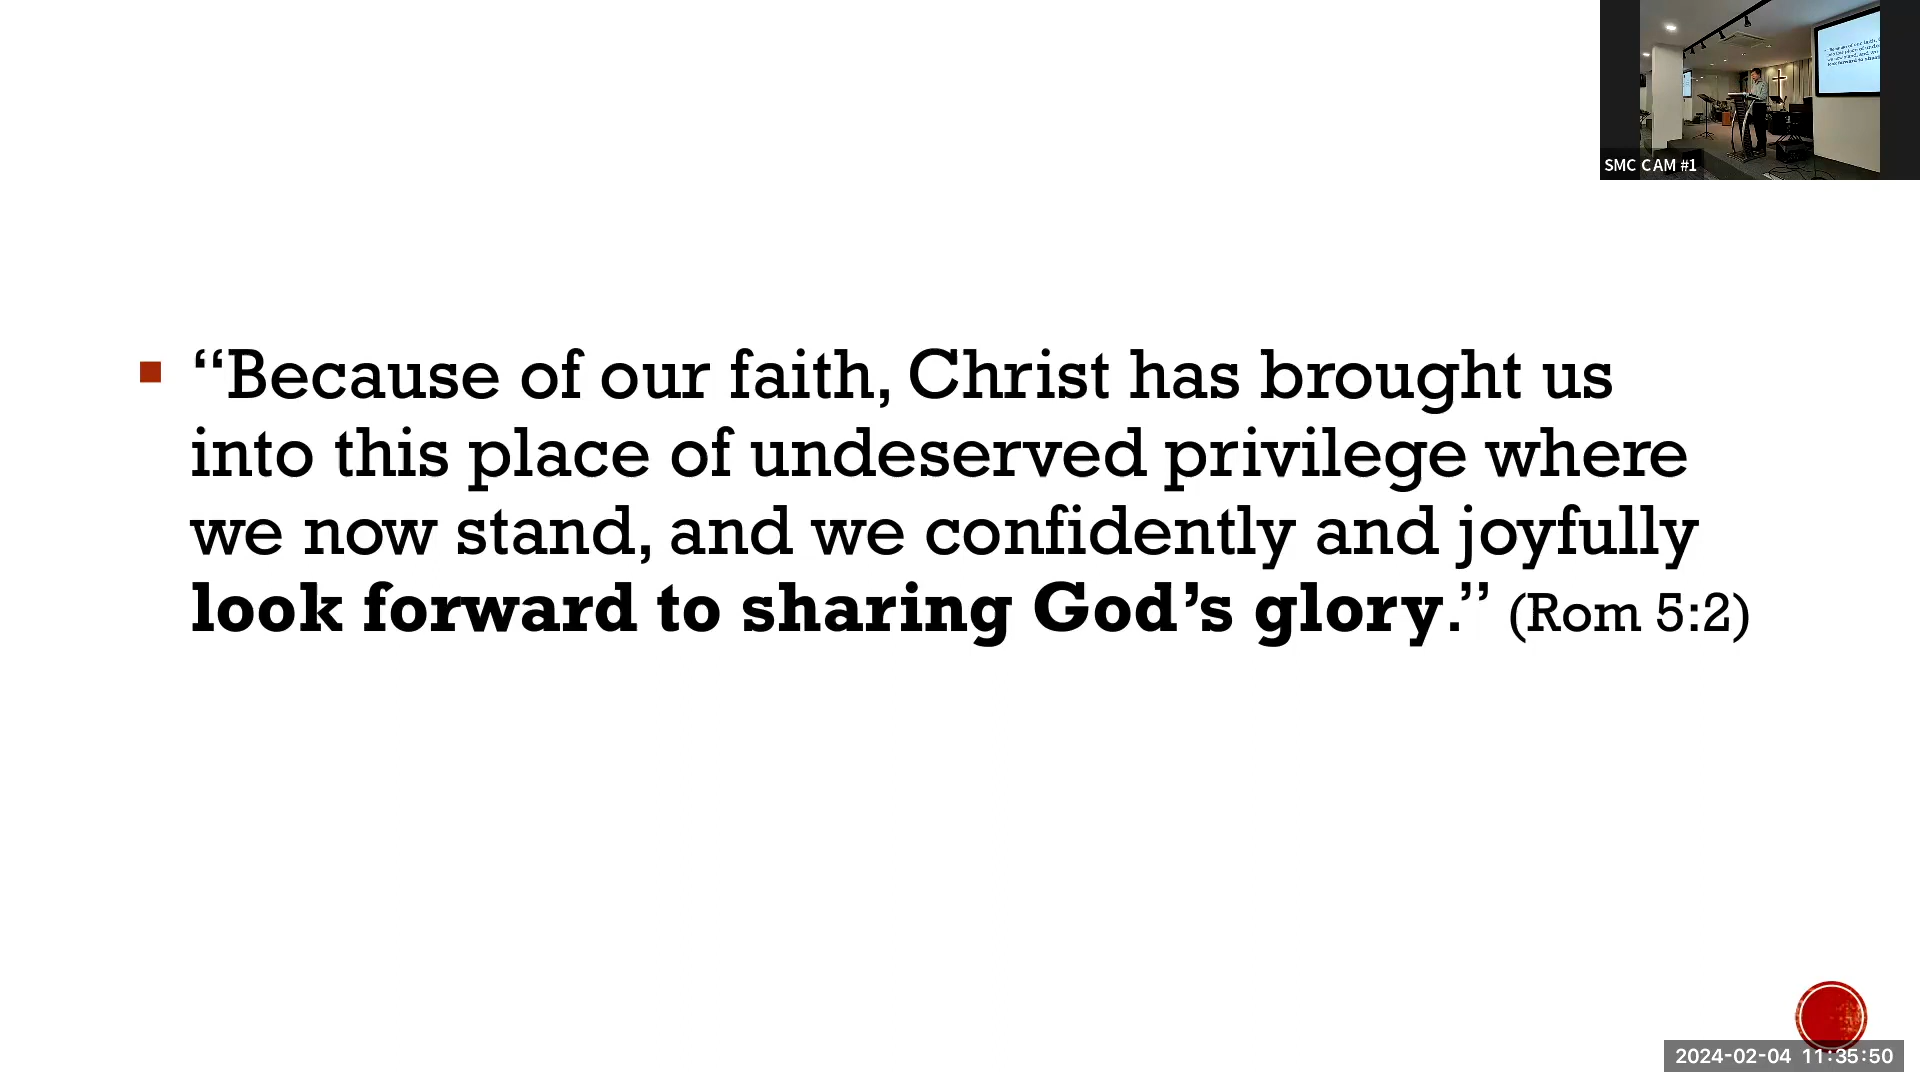 SMC CAM #1
“Because of our faith, Christ has brought us
into this place of undeserved privilege where
we now stand, and we confidently and joyfully
look forward to sharing God’s glory.” (Rom 5:2)
2024-02-04 11:35:50